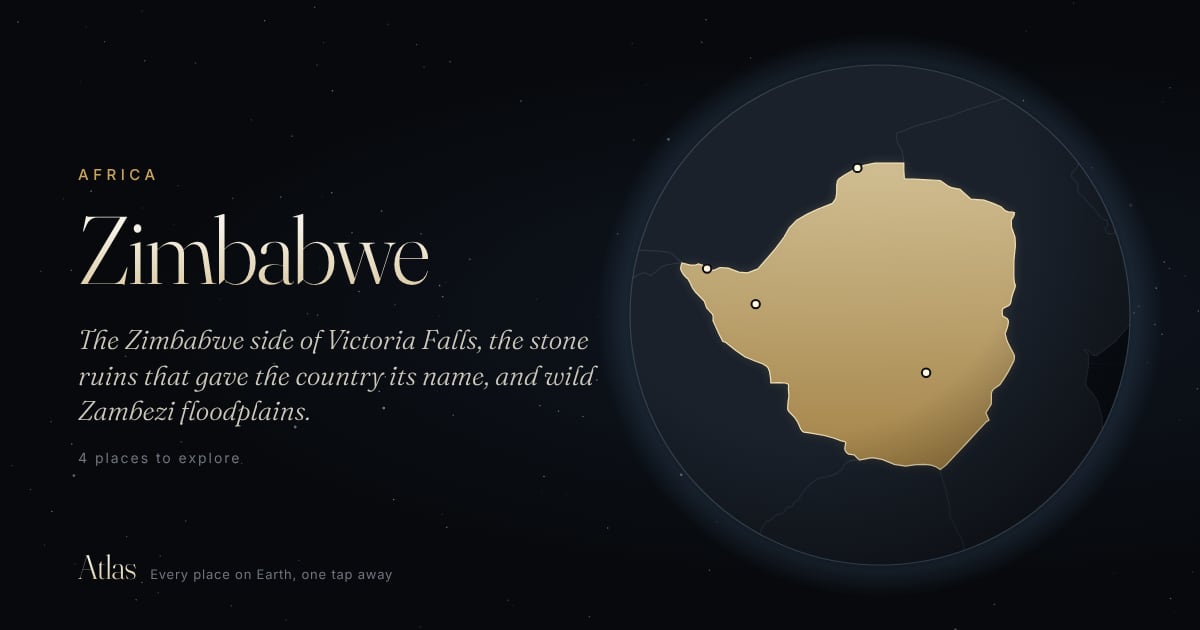 AFRICA
Zimbabwe
The Zimbabwe side of Victoria Falls, the stone
ruins that gave the country its name, and wild
Zambezi floodplains.
4 places to explore
Atlas Every place on Earth, one tap away